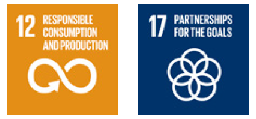 12 RESPONSIBLE
CONSUMPTION
AND PRODUCTION
17 PARTNERSHIPS
FOR THE GOALS